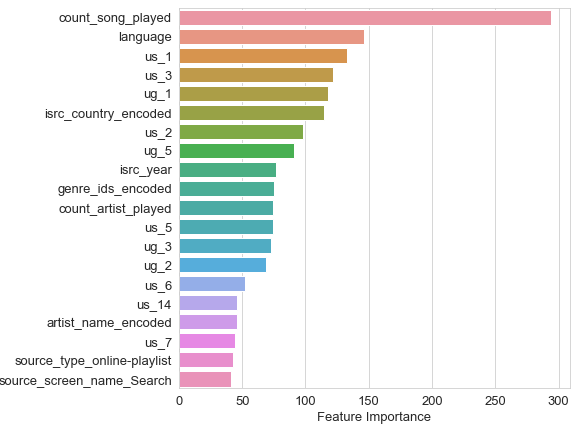 count_song_played
language
us_1
us_3
ug_1
isrc_country_encoded
us_2
ug_5
isrc_year
genre_ids_encoded
count_artist_played
us_5
ug_3
ug_2
us_6
us_14
artist_name_encoded
us_7
source_type_online-playlist
source_screen_name_Search
0 50 100 150 200 250 300
Feature Importance